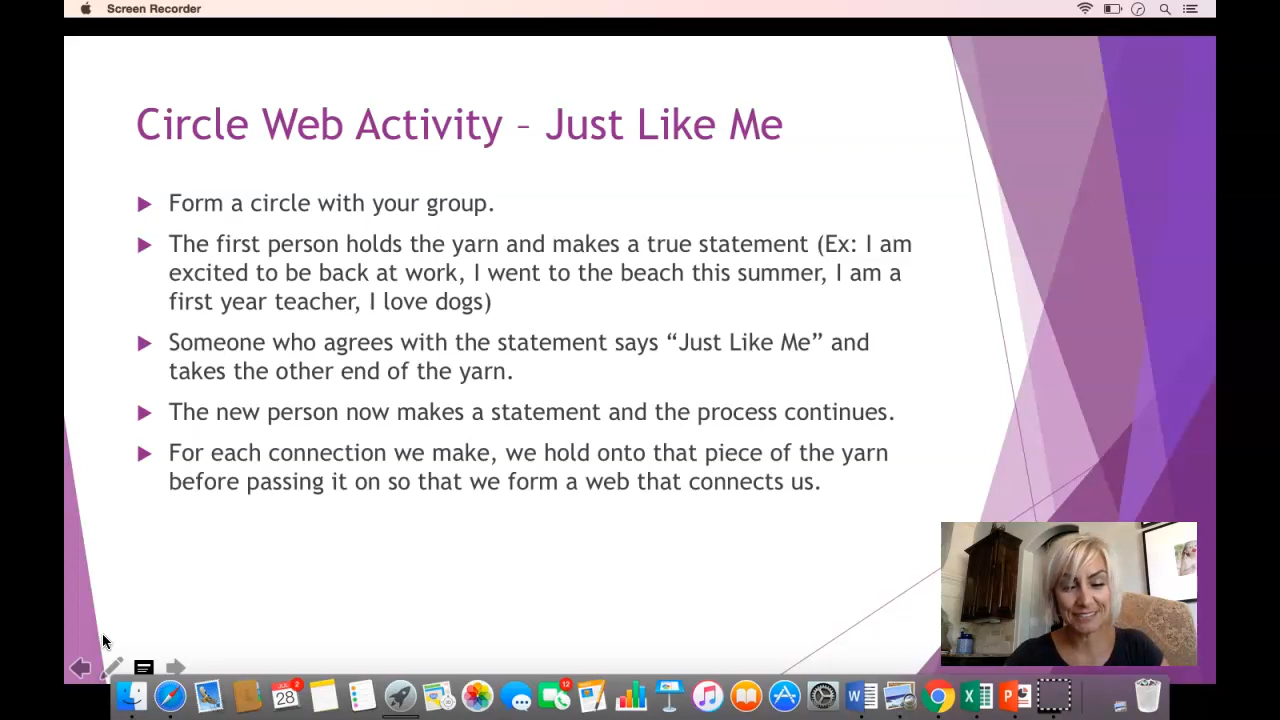 Screen Recorder
Circle Web Activity – Just Like Me
Form a circle with your group.
The first person holds the yarn and makes a true statement (Ex: I am
excited to be back at work, I went to the beach this summer, I am a
first year teacher, I love dogs)
Someone who agrees with the statement says “Just Like Me” and
takes the other end of the yarn.
The new person now makes a statement and the process continues.
For each connection we make, we hold onto that piece of the yarn
before passing it on so that we form a web that connects us.
JUL
28
2
12
W
X
P